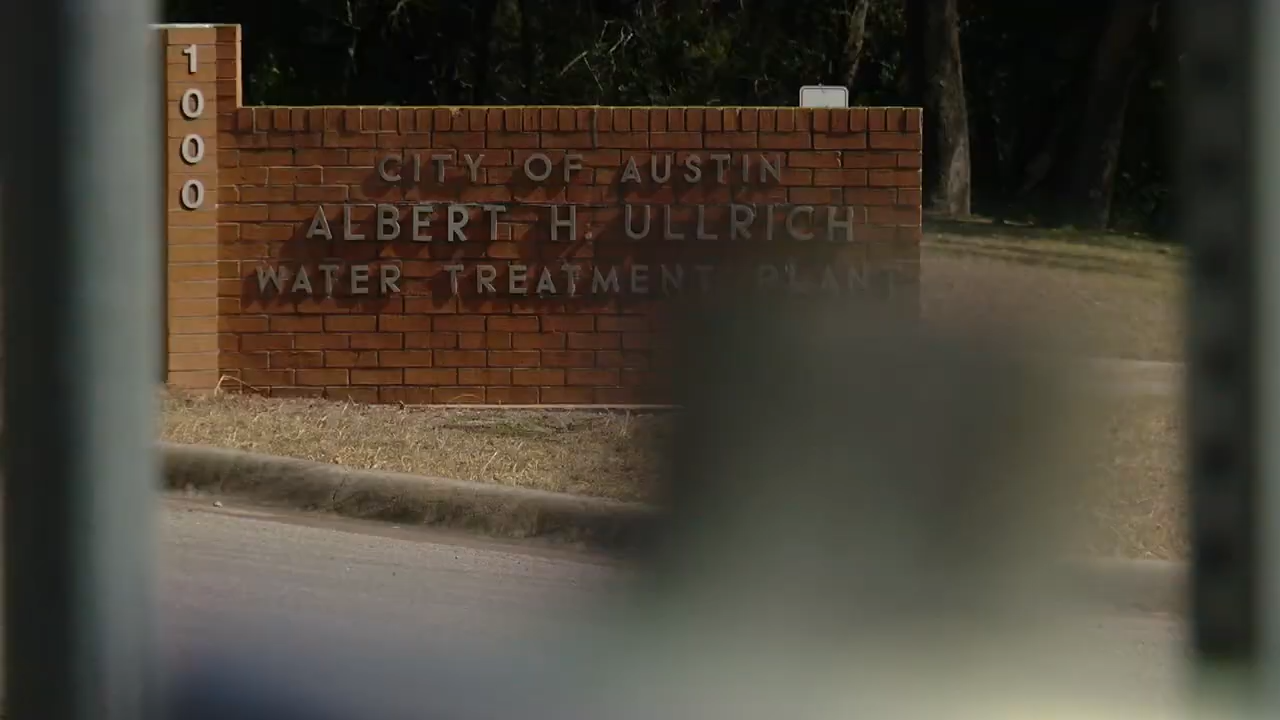 1000
CITY OF AUSTIN
ALBERT H. ULLRICH
WATER TREATMENT PLANT